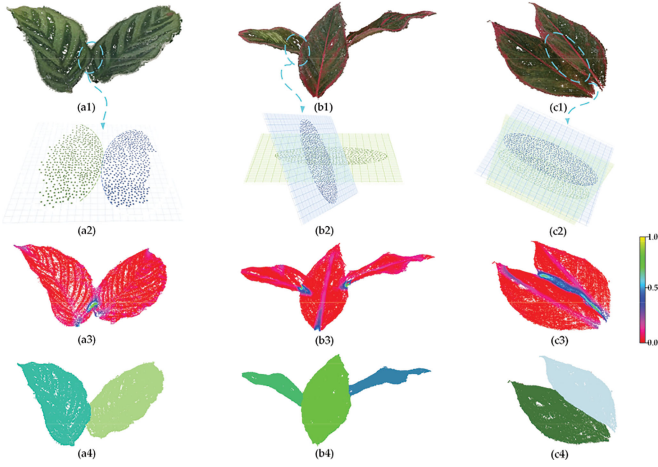 (a1) (b1) (c1)
(a2) (b2) (c2)
1.0
0.5
0.0
(a3) (b3) (c3)
(a4) (b4) (c4)